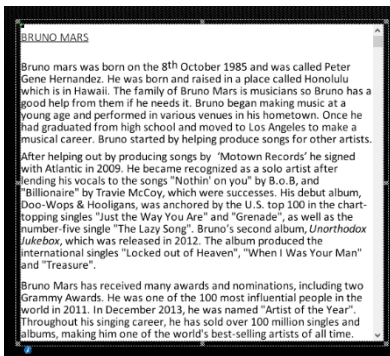 BRUNO MARS
Bruno mars was born on the 8th October 1985 and was called Peter
Gene Hernandez. He was born and raised in a place called Honolulu
which is in Hawaii. The family of Bruno Mars is musicians so Bruno has a
good help from them if he needs it. Bruno began making music at a
young age and performed in various venues in his hometown. Once he
had graduated from high school and moved to Los Angeles to make a
musical career. Bruno started by helping produce songs for other artists.
After helping out by producing songs by ‘Motown Records’ he signed
with Atlantic in 2009. He became recognized as a solo artist after
lending his vocals to the songs "Nothin' on you" by B.o.B, and
"Billionaire" by Travie McCoy, which were successes. His debut album,
Doo-Wops & Hooligans, was anchored by the U.S. top 100 in the chart-
topping singles "Just the Way You Are" and "Grenade", as well as the
number-five single "The Lazy Song". Bruno’s second album, Unorthodox
Jukebox, which was released in 2012. The album produced the
international singles "Locked out of Heaven", "When I Was Your Man"
and "Treasure".
Bruno Mars has received many awards and nominations, including two
Grammy Awards. He was one of the 100 most influential people in the
world in 2011. In December 2013, he was named "Artist of the Year".
Throughout his singing career, he has sold over 100 million singles and
albums, making him one of the world's best-selling artists of all time.